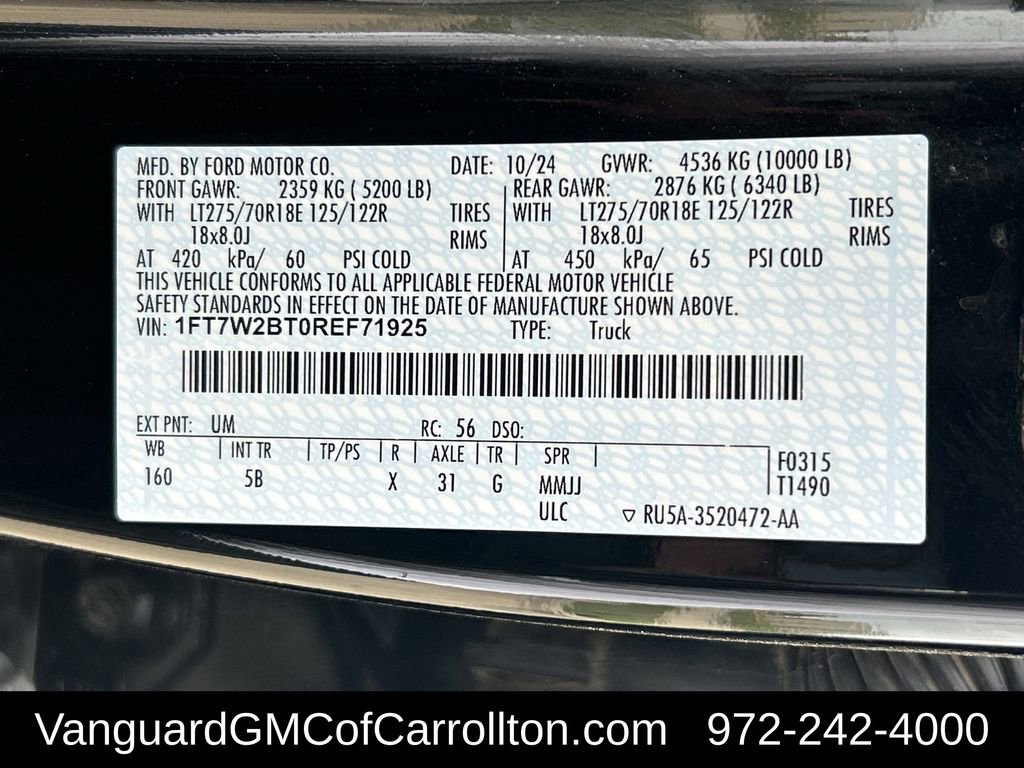 MFD. BY FORD MOTOR CO. DATE: 10/24 GVWR: 4536 KG (10000 LB)
FRONT GAWR: 2359 KG ( 5200 LB) REAR GAWR: 2876 KG ( 6340 LB)
WITH LT275/70R18E 125/122R TIRES WITH LT275/70R18E 125/122R TIRES
18x8.0J RIMS 18x8.0J RIMS
AT 420 kPa/ 60 PSI COLD AT 450 kPa/ 65 PSI COLD
THIS VEHICLE CONFORMS TO ALL APPLICABLE FEDERAL MOTOR VEHICLE
SAFETY STANDARDS IN EFFECT ON THE DATE OF MANUFACTURE SHOWN ABOVE.
VIN: 1FT7W2BT0REF71925 TYPE: Truck
EXT PNT: UM RC: 56 DSO:
WB INT TR TP/PS R AXLE TR SPR F0315
160 5B X 31 G MMJJ T1490
ULC RU5A-3520472-AA
VanguardGMCofCarrollton.com 972-242-4000